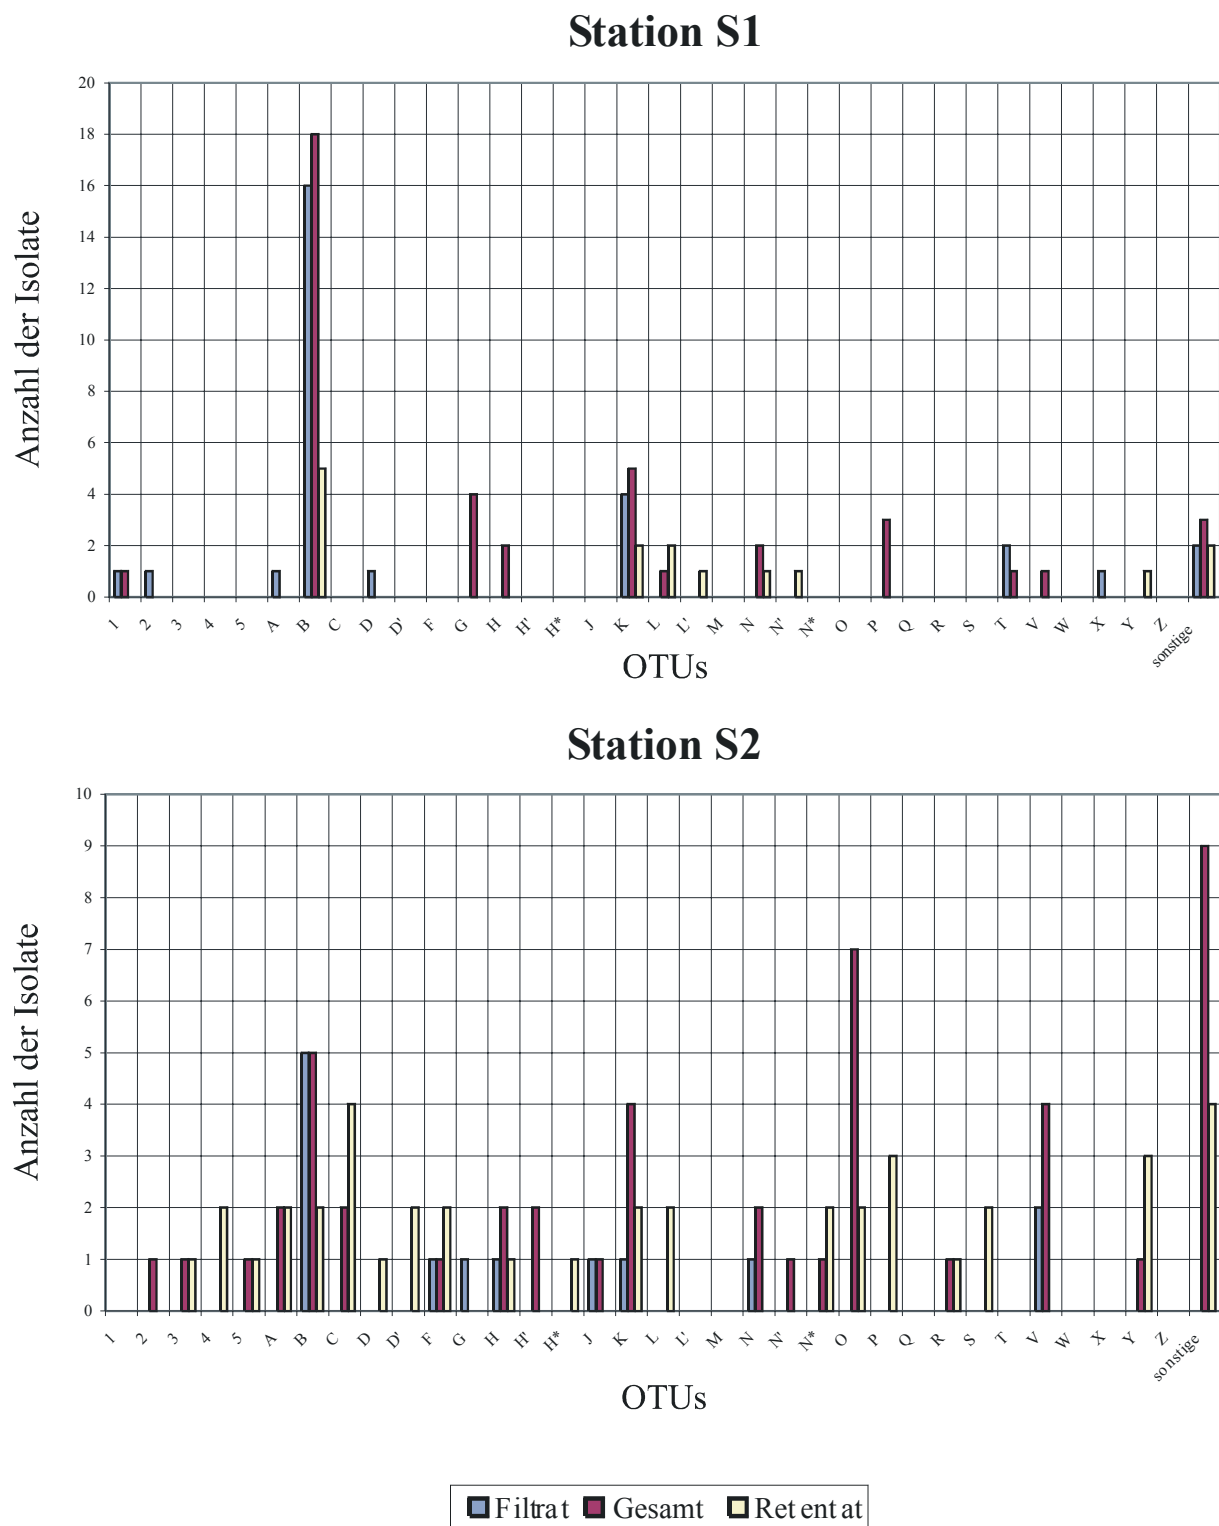 Station S1
Anzahl der Isolate
20
18
16
14
12
10
8
6
4
2
0
1 2 3 4 5 A B C D D' F G H H' H* J K L L' M N N' N* O P Q R S T V W X Y Z sonstige
OTUs
Station S2
Anzahl der Isolate
10
9
8
7
6
5
4
3
2
1
0
1 2 3 4 5 A B C D D' F G H H' H* J K L L' M N N' N* O P Q R S T V W X Y Z sonstige
OTUs
Filtrat Gesamt Retentat